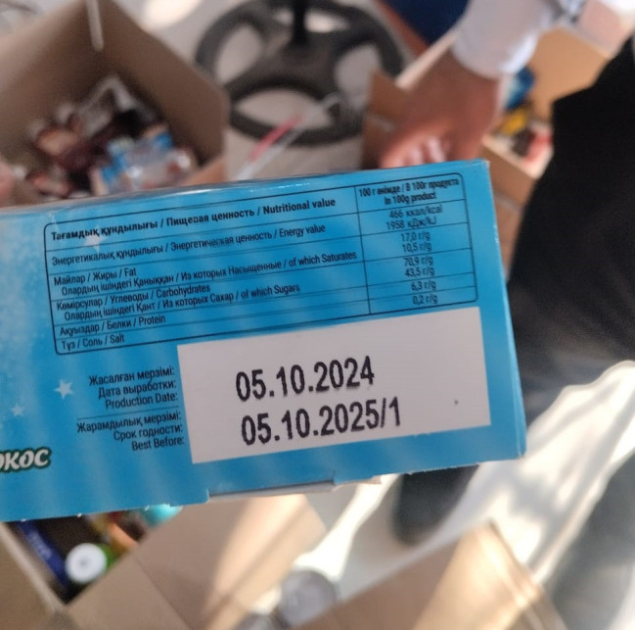 Тағамдық құндылығы / Пищевая ценность / Nutritional value
100 г өнімде / В 100г продукта
In 100g product
Энергетикалық құндылығы / Энергетическая ценность / Energy value
466 ккал/kcal
1958 кДж/kJ
Майлар / Жиры / Fat
17,0 г/g
Олардың ішіндегі Қаныққан / Из которых Насыщенные / of which Saturates
10,5 г/g
Көмірсулар / Углеводы / Carbohydrates
70,9 г/g
Олардың ішіндегі Қант / Из которых Сахар / of which Sugars
43,5 г/g
Ақуыздар / Белки / Protein
6,3 г/g
Тұз / Соль / Salt
0,2 г/g
Жасалған мерзімі:
Дата выработки:
Production Date:
05.10.2024
Жарамдылық мерзімі:
Срок годности:
Best Before:
05.10.2025/1
окос